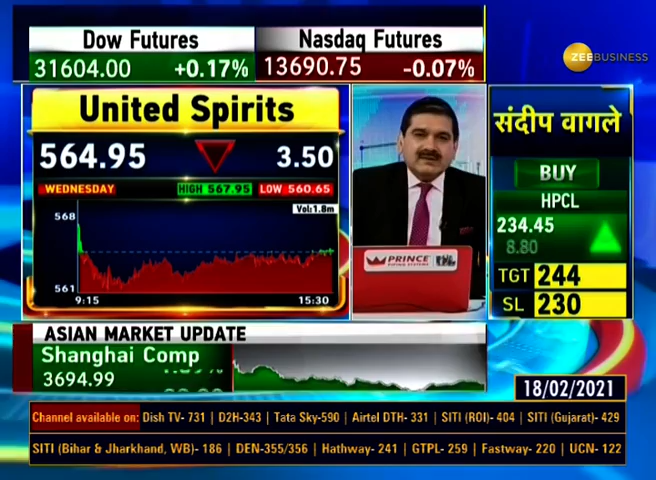 Dow Futures
31604.00 +0.17%
Nasdaq Futures
13690.75 -0.07%
ZEE BUSINESS
United Spirits
564.95 3.50
WEDNESDAY HIGH 567.95 LOW 560.65
Vol:1.8m
568
561
9:15 15:30
PRINCE
PIPING SYSTEMS
संदीप वागले
BUY
HPCL
234.45
8.80
TGT 244
SL 230
ASIAN MARKET UPDATE
Shanghai Comp
3694.99
18/02/2021
Channel available on: Dish TV- 731 | D2H-343 | Tata Sky-590 | Airtel DTH- 331 | SITI (ROI)- 404 | SITI (Gujarat)- 429
SITI (Bihar & Jharkhand, WB)- 186 | DEN-355/356 | Hathway- 241 | GTPL- 259 | Fastway- 220 | UCN- 122